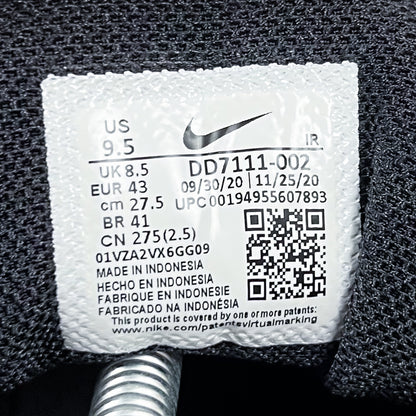 US
9.5
IR
UK 8.5
DD7111-002
EUR 43
09/30/20 | 11/25/20
cm 27.5
UPC00194955607893
BR 41
CN 275(2.5)
01VZA2VX6GG09
MADE IN INDONESIA
HECHO EN INDONESIA
FABRIQUE EN INDONESIE
FABRICADO NA INDONÉSIA
This product is covered by one or more
www.nike.com/patentsvirtualmarking